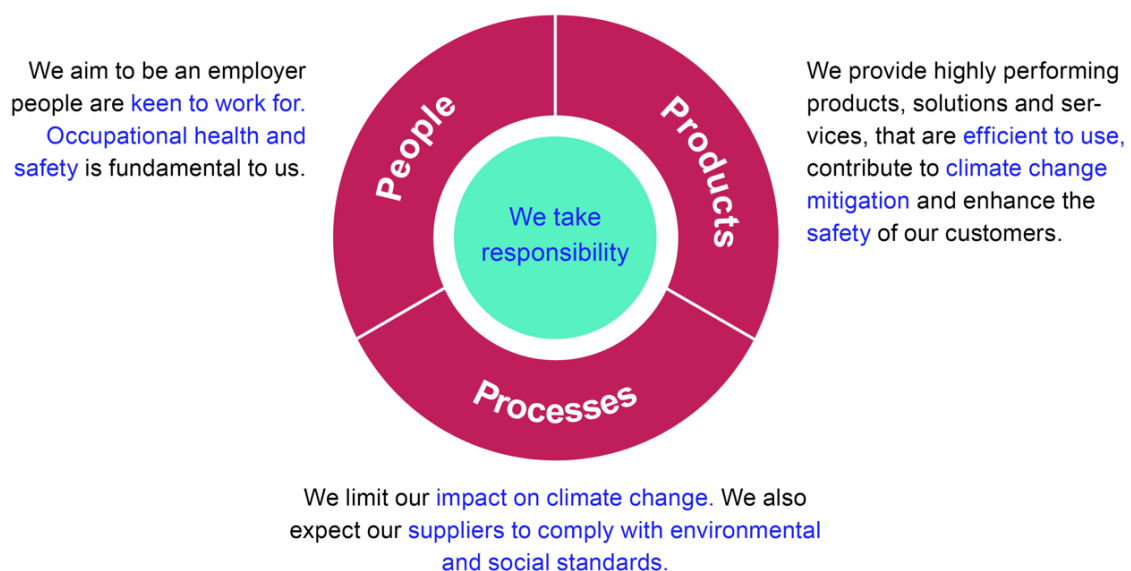 We aim to be an employer
people are keen to work for.
Occupational health and
safety is fundamental to us.
People
Products
We take
responsibility
Processes
We provide highly performing
products, solutions and ser-
vices, that are efficient to use,
contribute to climate change
mitigation and enhance the
safety of our customers.
We limit our impact on climate change. We also
expect our suppliers to comply with environmental
and social standards.